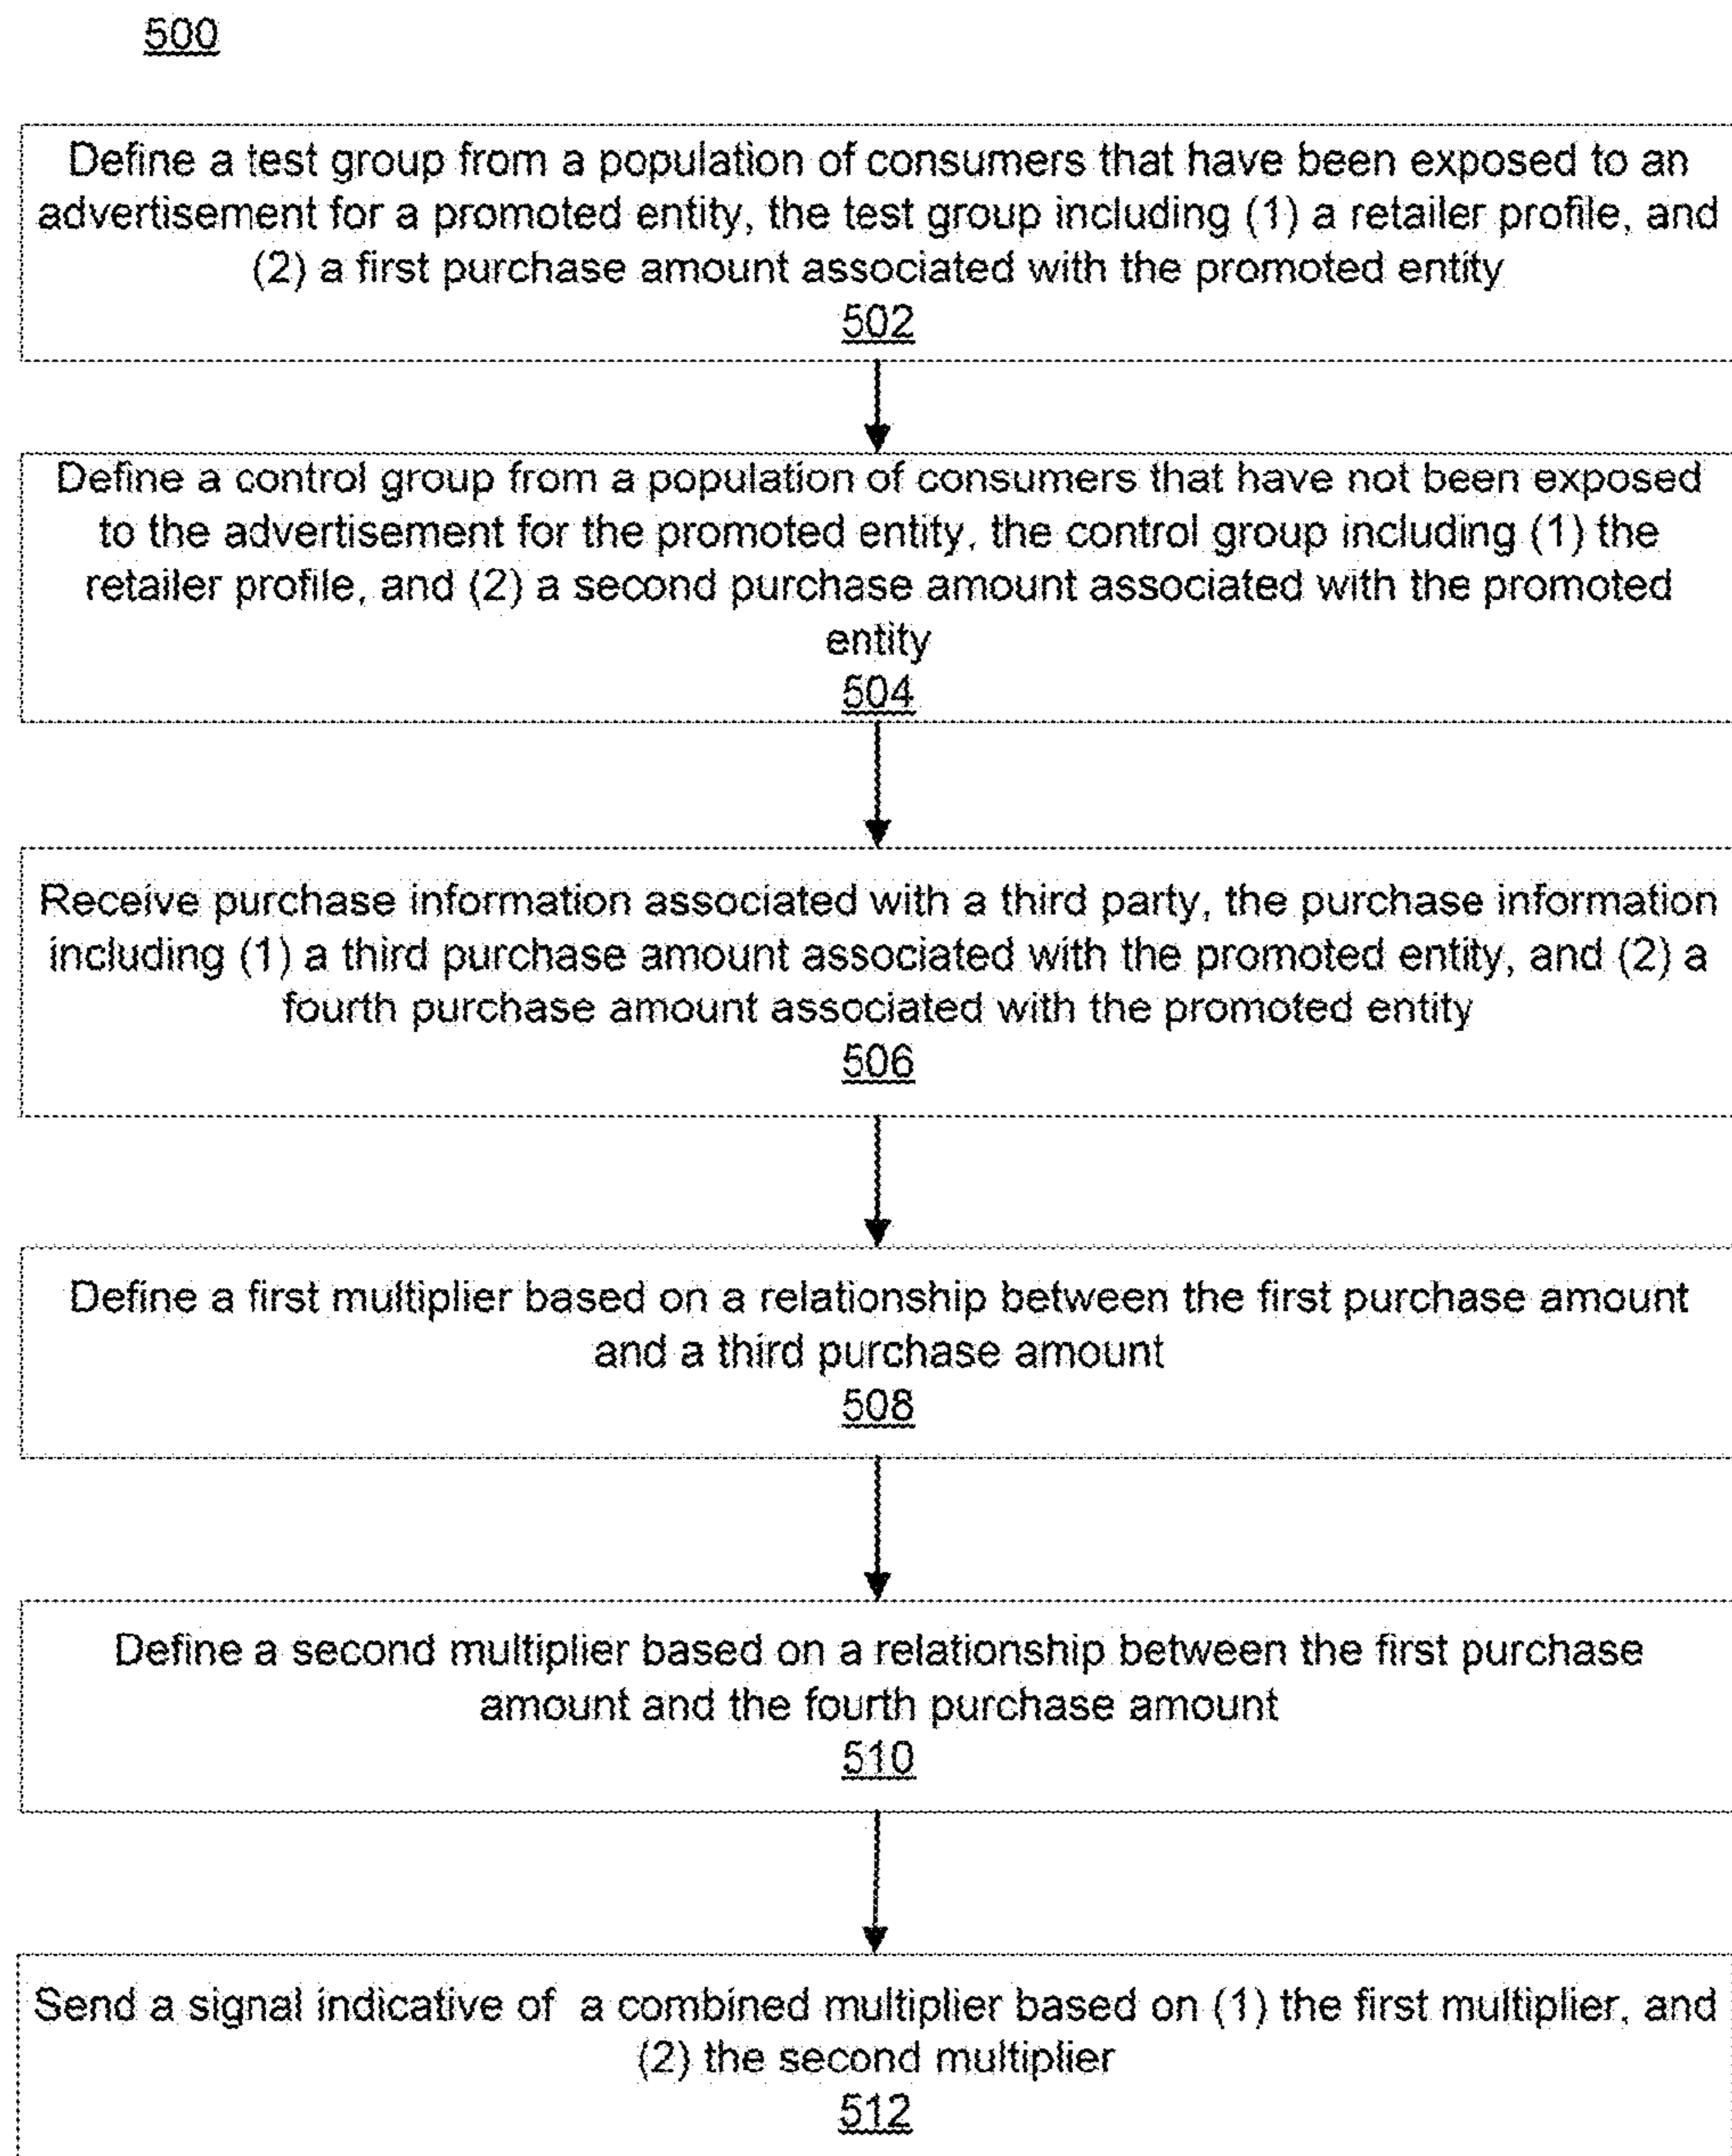 500
Define a test group from a population of consumers that have been exposed to an
advertisement for a promoted entity, the test group including (1) a retailer profile, and
(2) a first purchase amount associated with the promoted entity
502
Define a control group from a population of consumers that have not been exposed
to the advertisement for the promoted entity, the control group including (1) the
retailer profile, and (2) a second purchase amount associated with the promoted
entity
504
Receive purchase information associated with a third party, the purchase information
including (1) a third purchase amount associated with the promoted entity, and (2) a
fourth purchase amount associated with the promoted entity
506
Define a first multiplier based on a relationship between the first purchase amount
and a third purchase amount
508
Define a second multiplier based on a relationship between the first purchase
amount and the fourth purchase amount
510
Send a signal indicative of a combined multiplier based on (1) the first multiplier, and
(2) the second multiplier
512